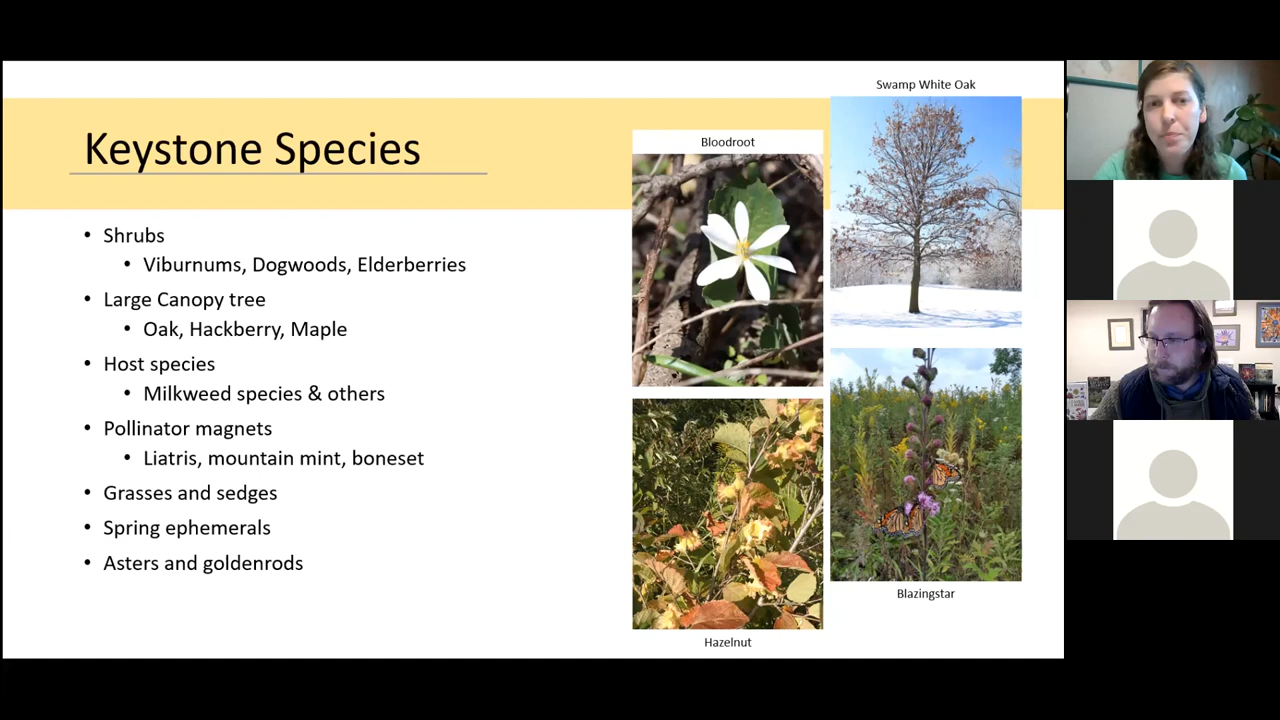 Keystone Species
• Shrubs
• Viburnums, Dogwoods, Elderberries
• Large Canopy tree
• Oak, Hackberry, Maple
• Host species
• Milkweed species & others
• Pollinator magnets
• Liatris, mountain mint, boneset
• Grasses and sedges
• Spring ephemerals
• Asters and goldenrods
Bloodroot
Swamp White Oak
Hazelnut
Blazingstar